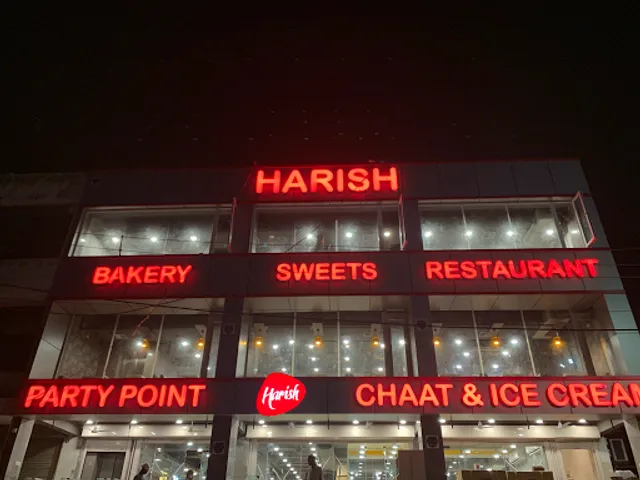 HARISH
BAKERY SWEETS RESTAURANT
PARTY POINT Harish CHAAT & ICE CREAM